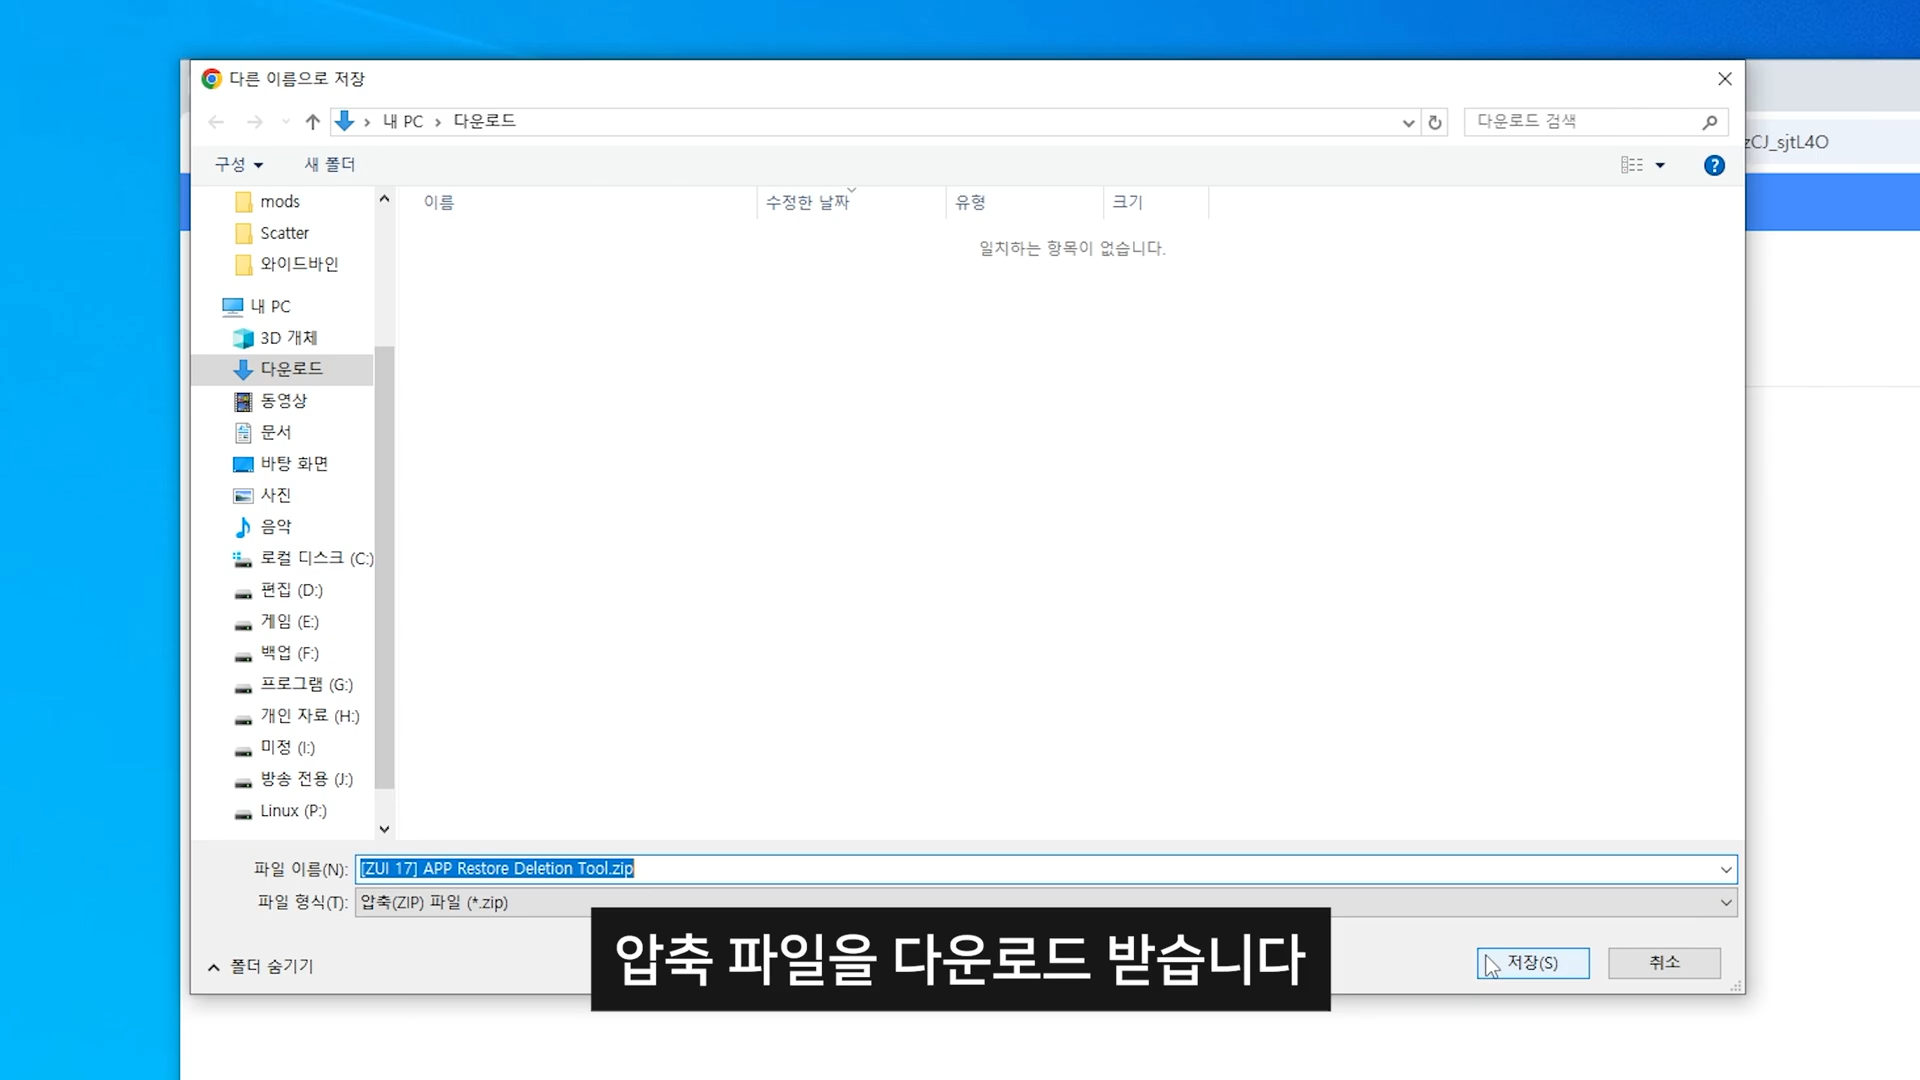 다른 이름으로 저장
내 PC › 다운로드
다운로드 검색
zCJ_sjtL4O
구성
새 폴더
이름
수정한 날짜
유형
크기
일치하는 항목이 없습니다.
mods
Scatter
와이드바인
내 PC
3D 개체
다운로드
동영상
문서
바탕 화면
사진
음악
로컬 디스크 (C:)
편집 (D:)
게임 (E:)
백업 (F:)
프로그램 (G:)
개인 자료 (H:)
미정 (I:)
방송 전용 (J:)
Linux (P:)
파일 이름(N): [ZUI 17] APP Restore Deletion Tool.zip
파일 형식(T): 압축(ZIP) 파일 (*.zip)
폴더 숨기기
저장(S)
취소
압축 파일을 다운로드 받습니다